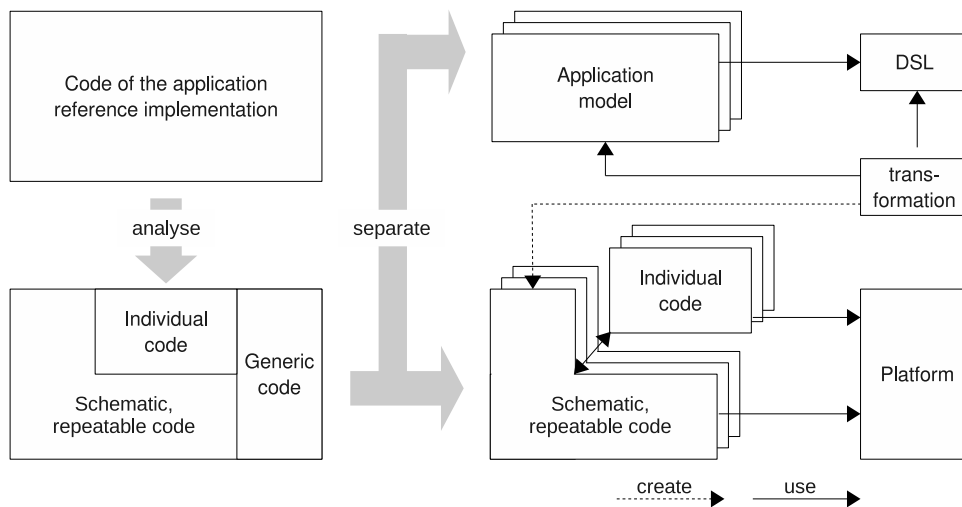 Code of the application
reference implementation
analyse
Individual
code
Generic
code
Schematic,
repeatable code
separate
Application
model
DSL
trans-
formation
Individual
code
Schematic,
repeatable code
Platform
create
use